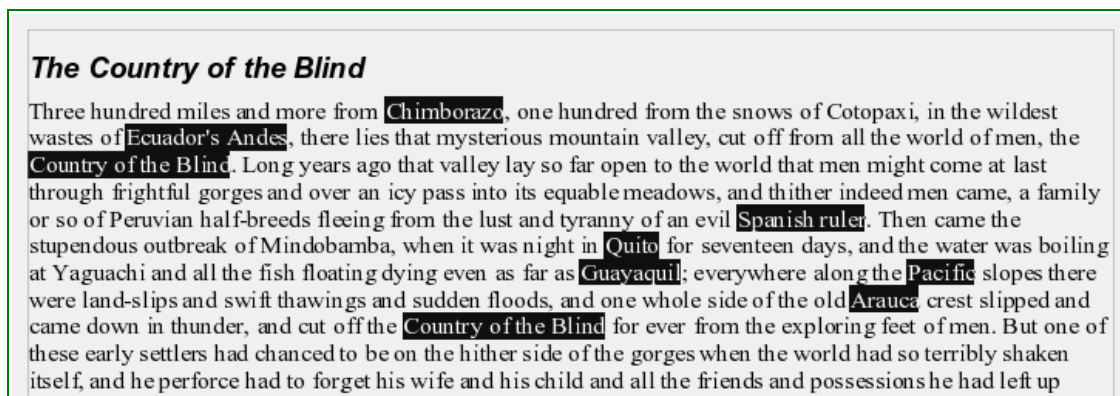 The Country of the Blind
Three hundred miles and more from Chimborazo, one hundred from the snows of Cotopaxi, in the wildest
wastes of Ecuador's Andes, there lies that mysterious mountain valley, cut off from all the world of men, the
Country of the Blind. Long years ago that valley lay so far open to the world that men might come at last
through frightful gorges and over an icy pass into its equable meadows, and thither indeed men came, a family
or so of Peruvian half-breeds fleeing from the lust and tyranny of an evil Spanish ruler. Then came the
stupendous outbreak of Mindobamba, when it was night in Quito for seventeen days, and the water was boiling
at Yaguachi and all the fish floating dying even as far as Guayaquil; everywhere along the Pacific slopes there
were land-slips and swift thawings and sudden floods, and one whole side of the old Arauca crest slipped and
came down in thunder, and cut off the Country of the Blind for ever from the exploring feet of men. But one of
these early settlers had chanced to be on the hither side of the gorges when the world had so terribly shaken
itself, and he perforce had to forget his wife and his child and all the friends and possessions he had left up